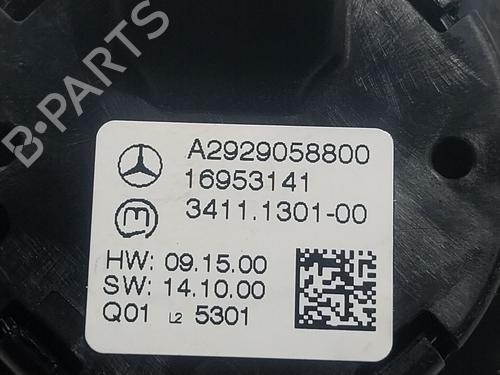 B-PARTS
A2929058800
16953141
3411.1301-00
m
HW: 09.15.00
SW: 14.10.00
Q01 L2 5301